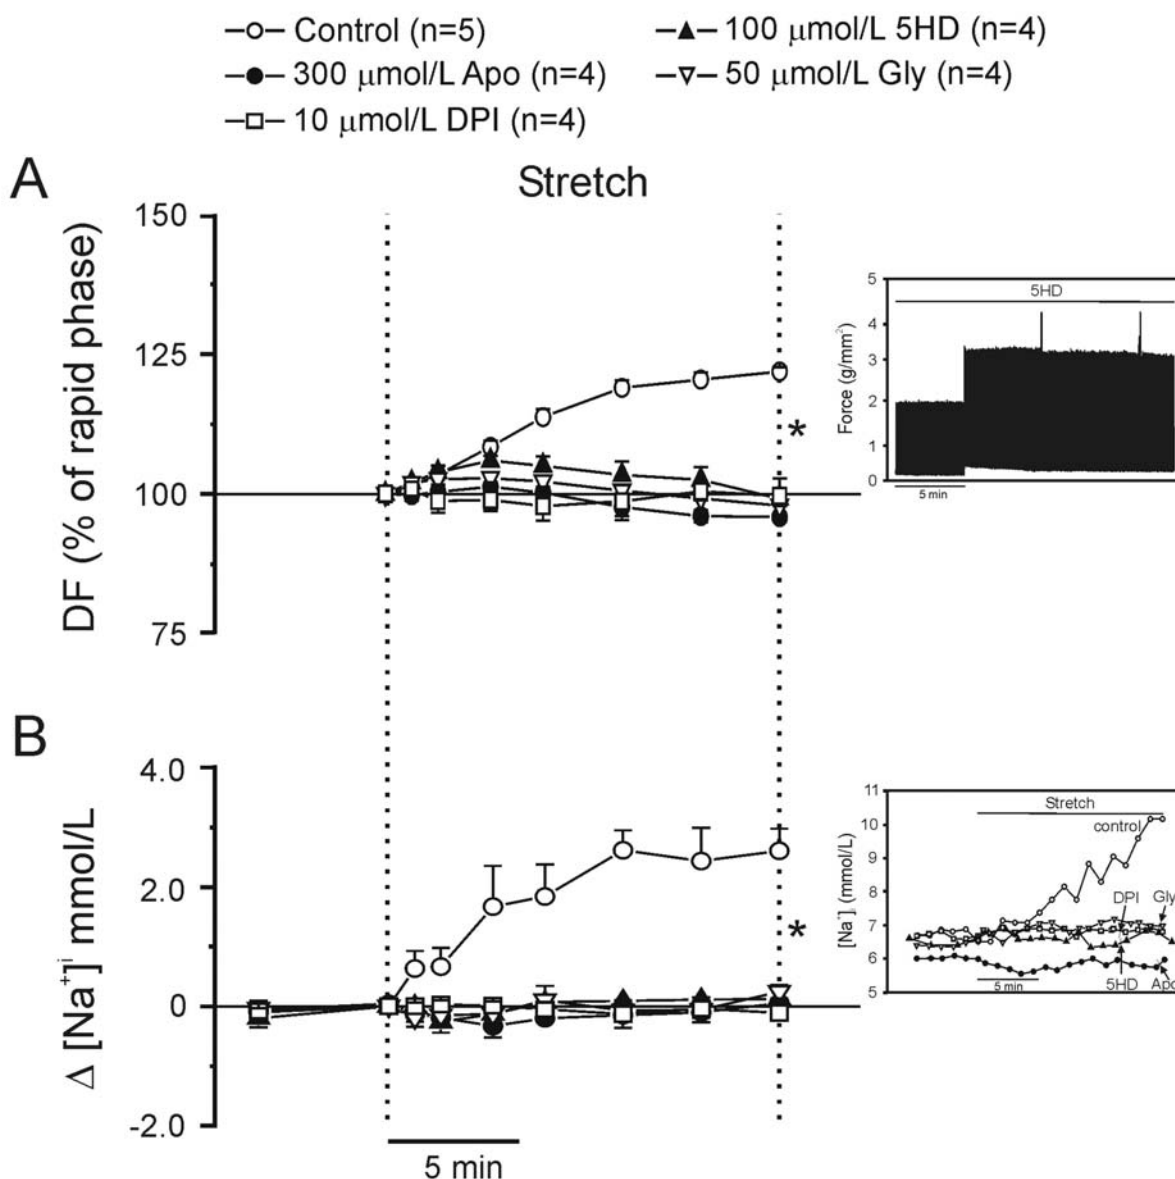 Control (n=5)
100 μmol/L 5HD (n=4)
300 μmol/L Apo (n=4)
50 μmol/L Gly (n=4)
10 μmol/L DPI (n=4)
A
Stretch
DF (% of rapid phase)
150
125
100
75
*
Force (g/mm²)
5
4
3
2
1
0
5HD
5 min
B
Δ [Na⁺]ⁱ mmol/L
4.0
2.0
0
-2.0
*
5 min
[Na⁺]ᵢ (mmol/L)
11
10
9
8
7
6
5
Stretch
control
DPI
Gly
5 min
5HD
Apo